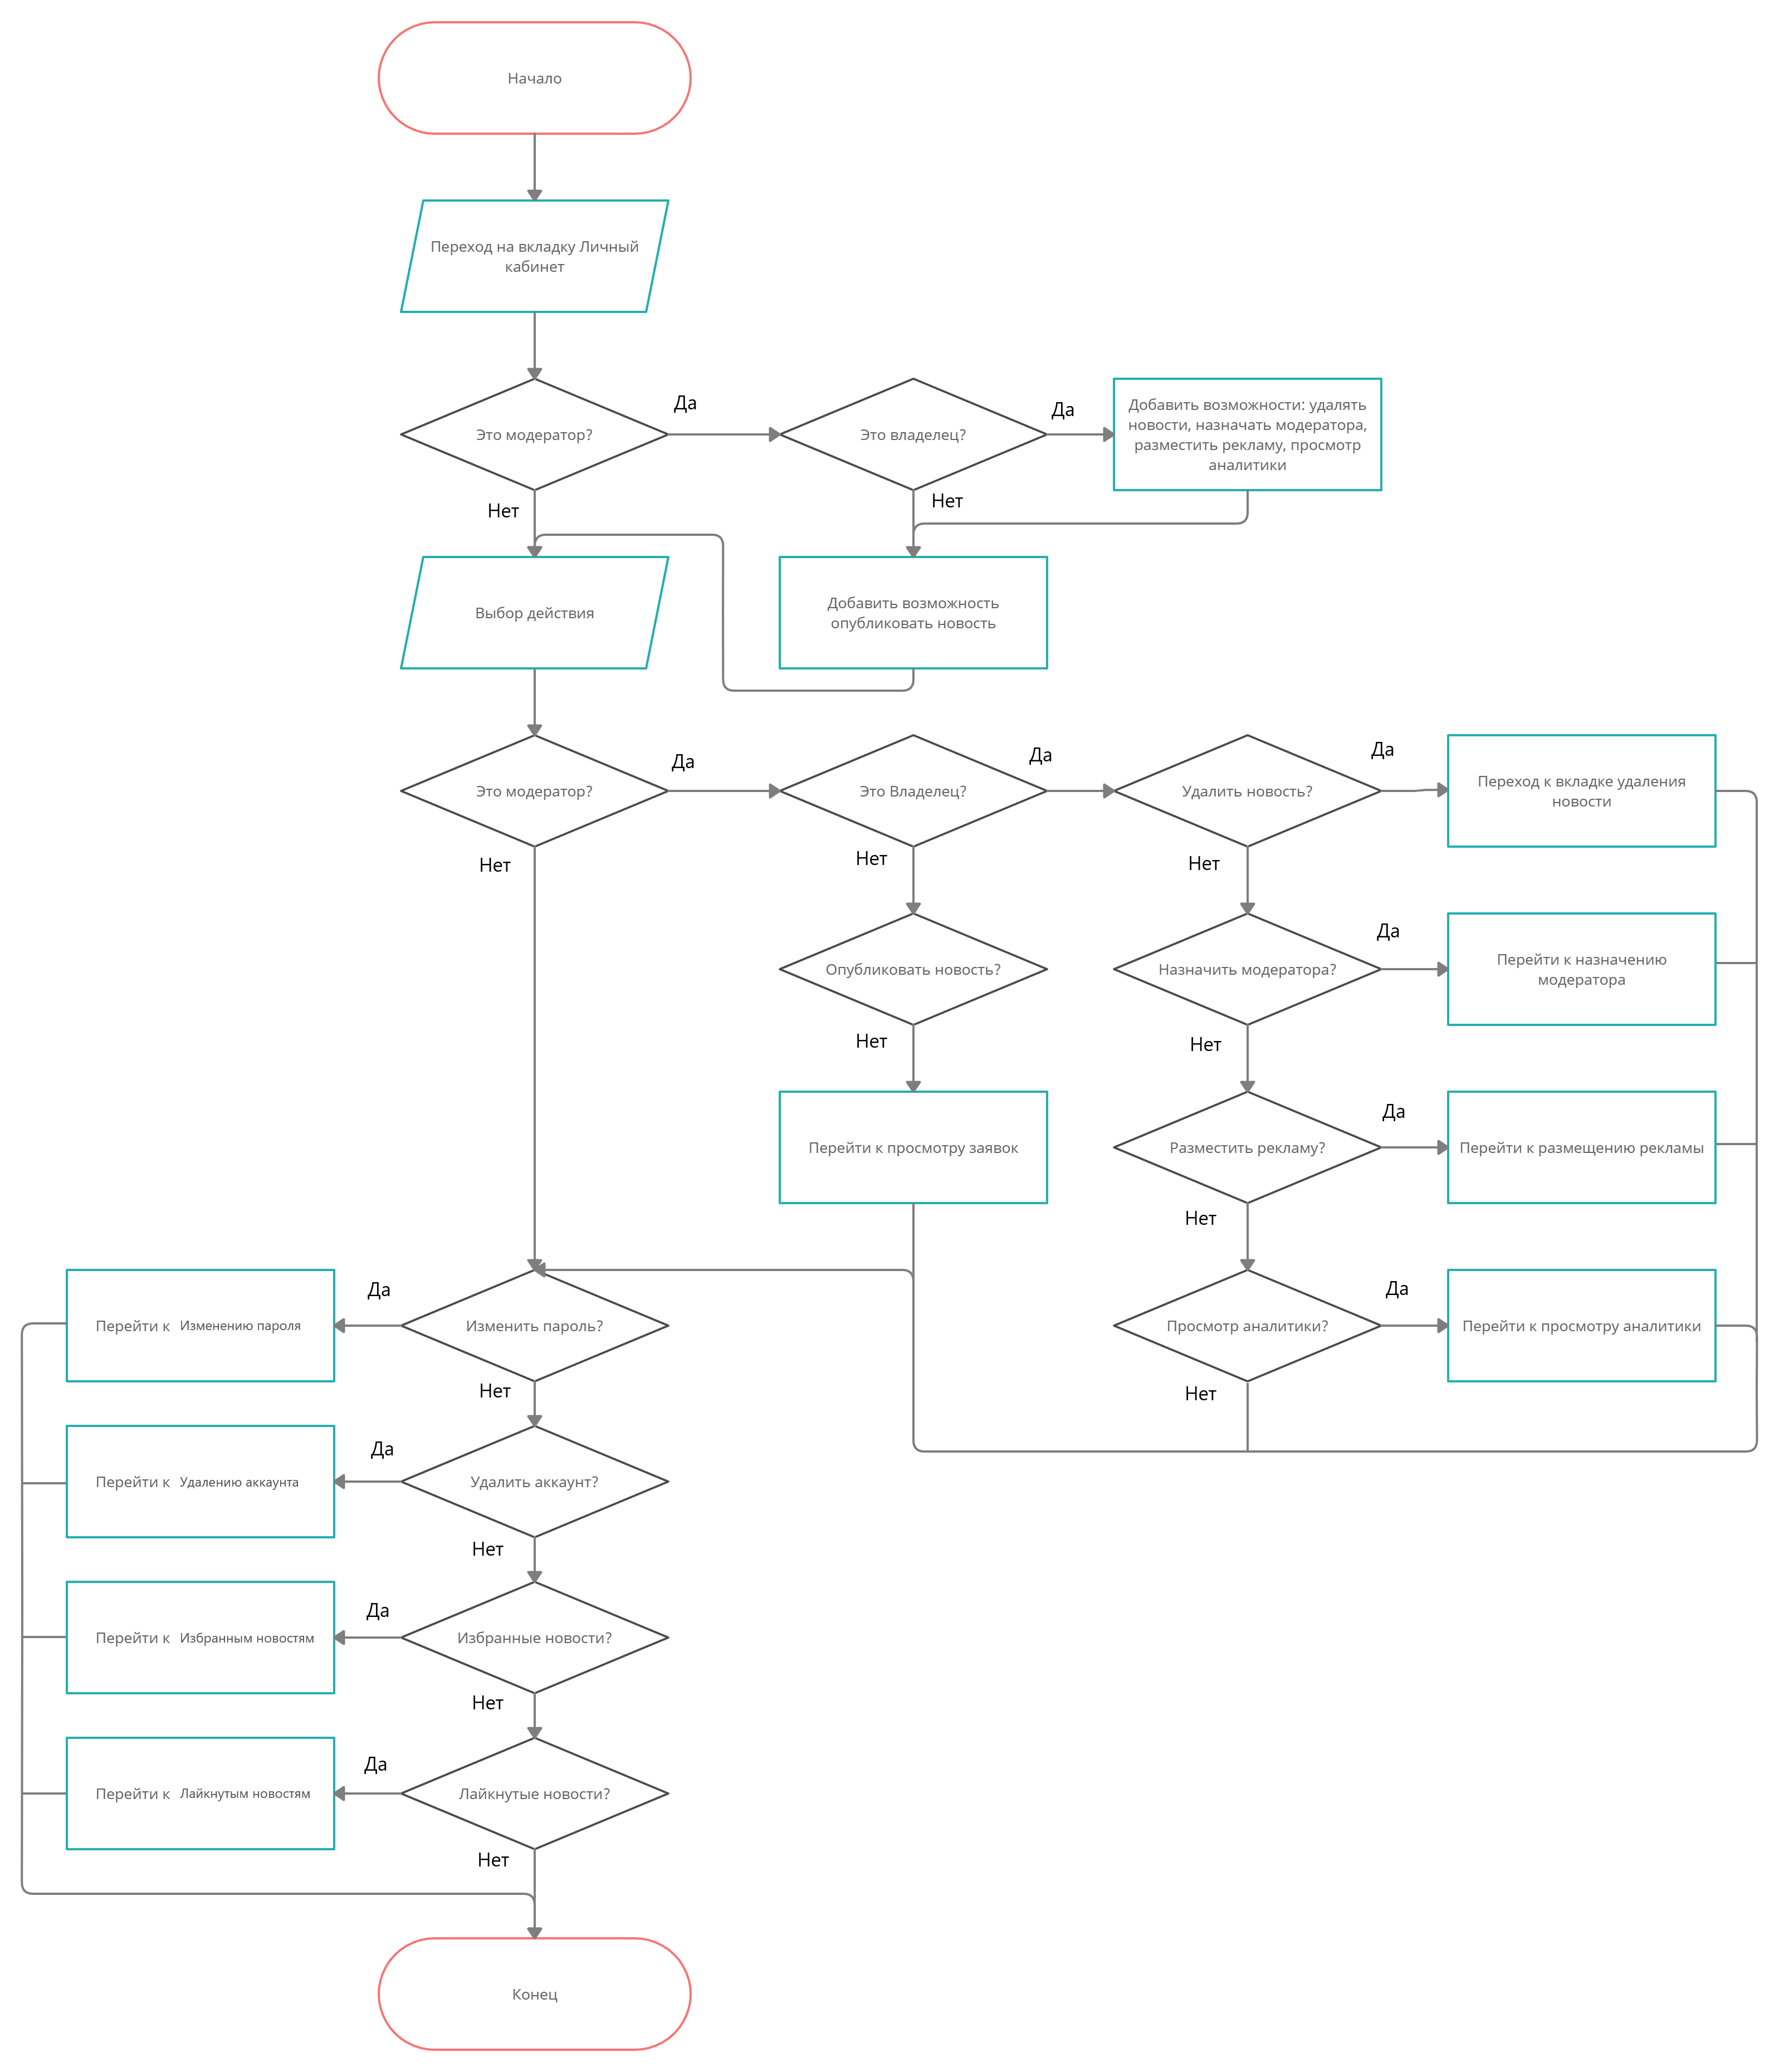 Начало
Переход на вкладку Личный
кабинет
Это модератор?
Да
Это владелец?
Да
Добавить возможности: удалять
новости, назначать модератора,
разместить рекламу, просмотр
аналитики
Нет
Нет
Выбор действия
Добавить возможность
опубликовать новость
Это модератор?
Да
Это Владелец?
Да
Удалить новость?
Да
Переход к вкладке удаления
новости
Нет
Нет
Нет
Опубликовать новость?
Назначить модератора?
Да
Перейти к назначению
модератора
Нет
Нет
Перейти к просмотру заявок
Разместить рекламу?
Да
Перейти к размещению рекламы
Нет
Перейти к Изменению пароля
Да
Изменить пароль?
Просмотр аналитики?
Да
Перейти к просмотру аналитики
Нет
Нет
Перейти к Удалению аккаунта
Да
Удалить аккаунт?
Нет
Перейти к Избранным новостям
Да
Избранные новости?
Нет
Перейти к Лайкнутым новостям
Да
Лайкнутые новости?
Нет
Конец